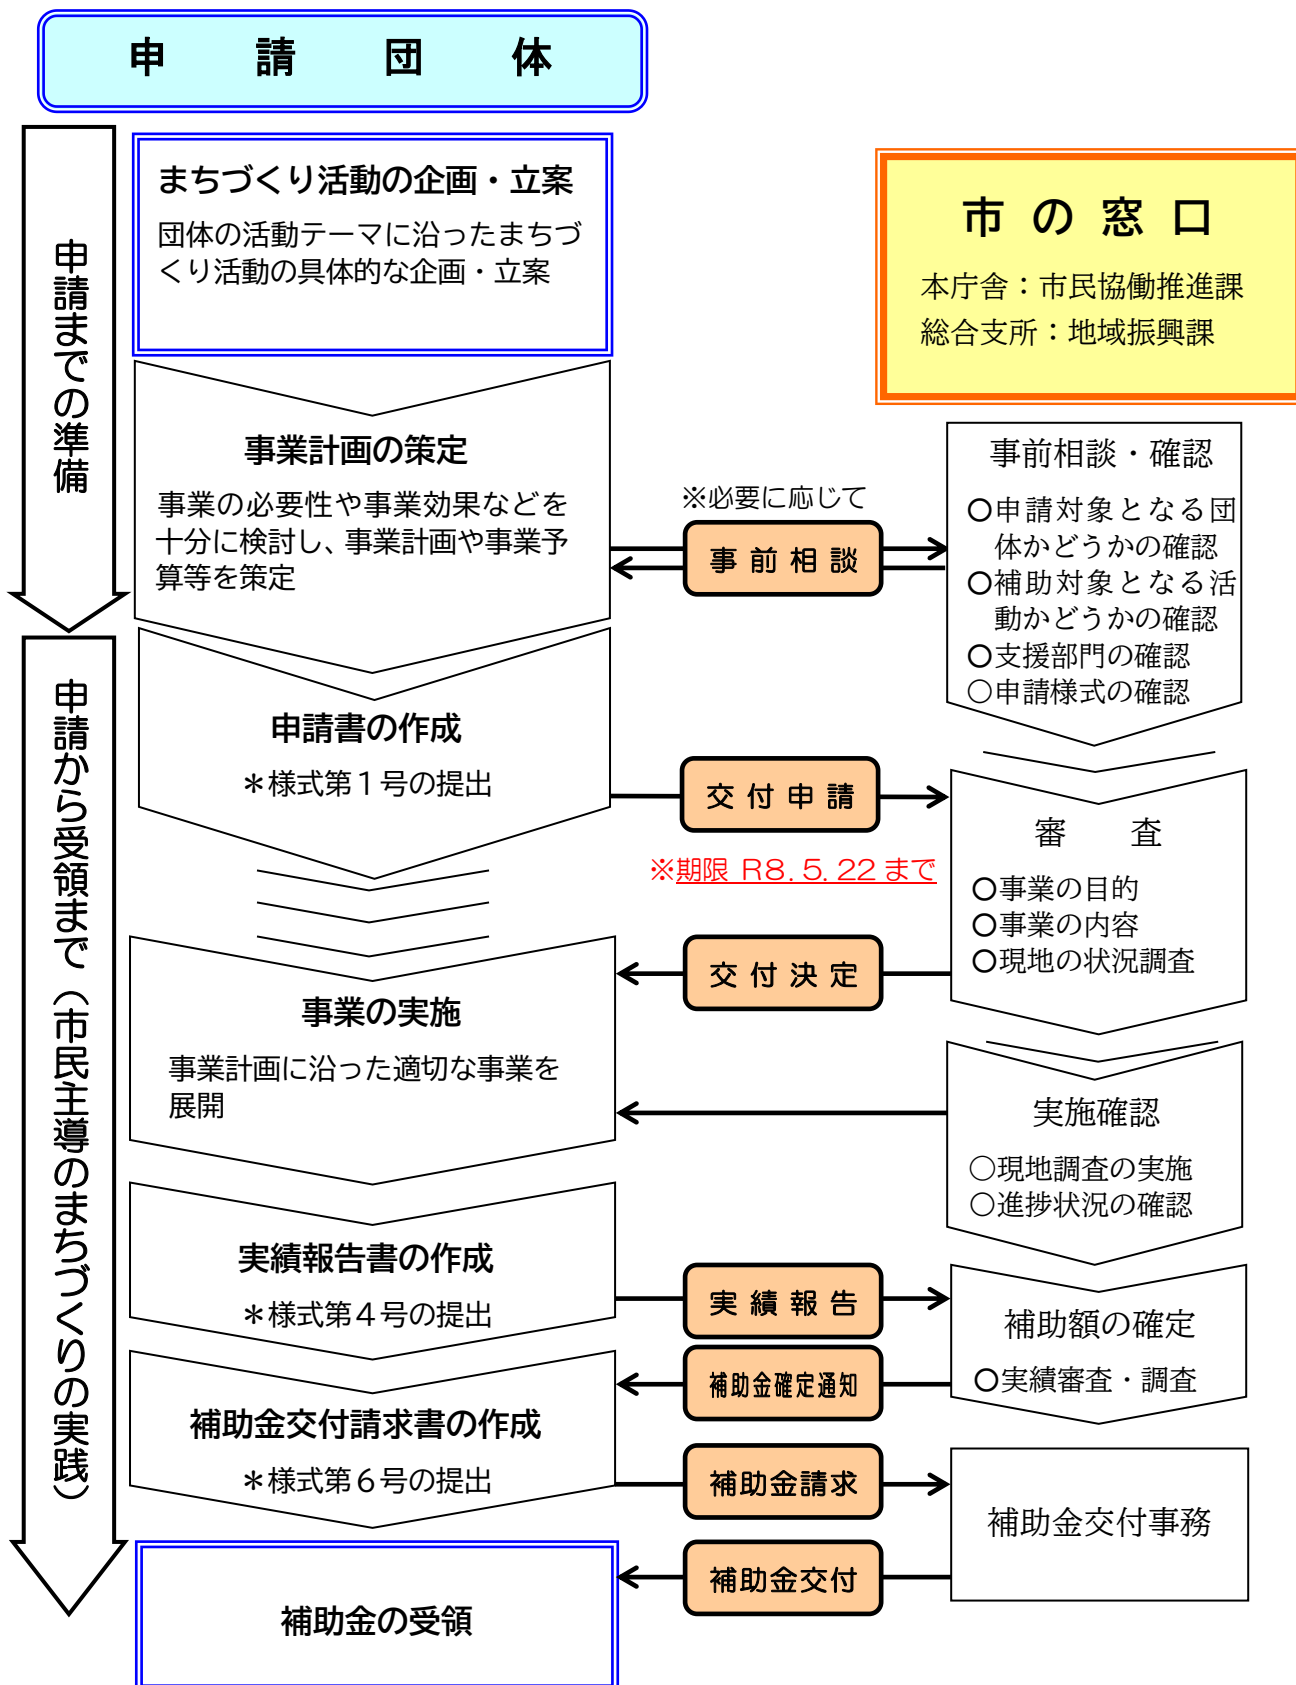 申請団体
申請までの準備
まちづくり活動の企画・立案
団体の活動テーマに沿ったまちづ
くり活動の具体的な企画・立案
市の窓口
本庁舎：市民協働推進課
総合支所：地域振興課
事業計画の策定
事業の必要性や事業効果などを
十分に検討し、事業計画や事業予
算等を策定
※必要に応じて
事前相談
事前相談・確認
○申請対象となる団
体かどうかの確認
○補助対象となる活
動かどうかの確認
○支援部門の確認
○申請様式の確認
申請から受領まで（市民主導のまちづくりの実践）
申請書の作成
＊様式第１号の提出
交付申請
※期限 R8.5.22 まで
審査
○事業の目的
○事業の内容
○現地の状況調査
交付決定
事業の実施
事業計画に沿った適切な事業を
展開
実施確認
○現地調査の実施
○進捗状況の確認
実績報告書の作成
＊様式第４号の提出
実績報告
補助額の確定
○実績審査・調査
補助金確定通知
補助金交付請求書の作成
＊様式第６号の提出
補助金請求
補助金交付事務
補助金交付
補助金の受領